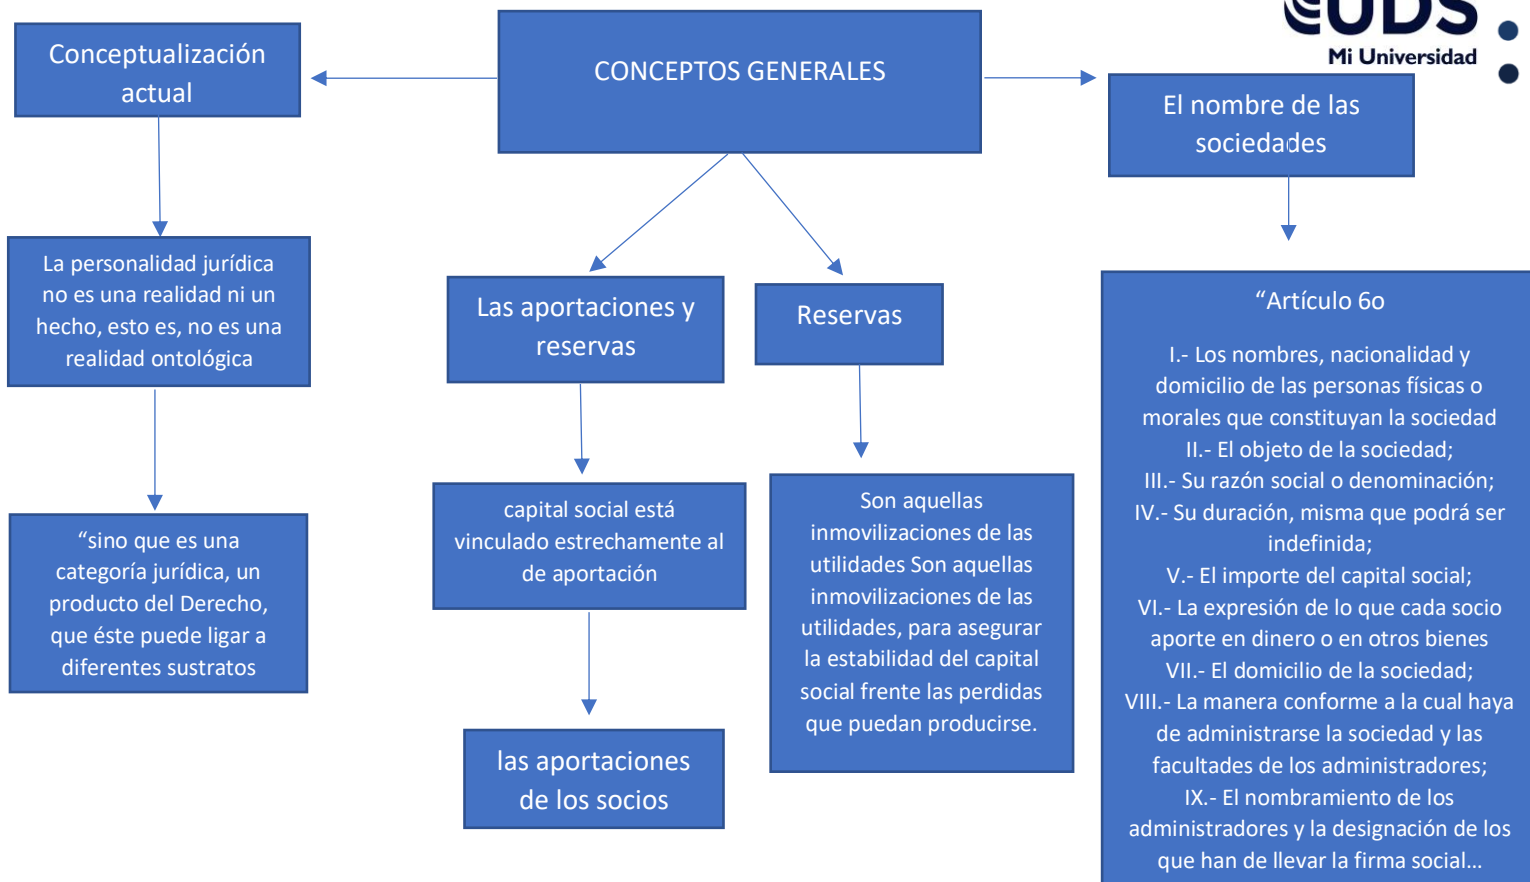 UDS
Mi Universidad
CONCEPTOS GENERALES
Conceptualización
actual
La personalidad jurídica
no es una realidad ni un
hecho, esto es, no es una
realidad ontológica
“sino que es una
categoría jurídica, un
producto del Derecho,
que éste puede ligar a
diferentes sustratos
Las aportaciones y
reservas
capital social está
vinculado estrechamente al
de aportación
las aportaciones
de los socios
Reservas
Son aquellas
inmovilizaciones de las
utilidades Son aquellas
inmovilizaciones de las
utilidades, para asegurar
la estabilidad del capital
social frente las perdidas
que puedan producirse.
El nombre de las
sociedades
“Artículo 6o
I.- Los nombres, nacionalidad y
domicilio de las personas físicas o
morales que constituyan la sociedad
II.- El objeto de la sociedad;
III.- Su razón social o denominación;
IV.- Su duración, misma que podrá ser
indefinida;
V.- El importe del capital social;
VI.- La expresión de lo que cada socio
aporte en dinero o en otros bienes
VII.- El domicilio de la sociedad;
VIII.- La manera conforme a la cual haya
de administrarse la sociedad y las
facultades de los administradores;
IX.- El nombramiento de los
administradores y la designación de los
que han de llevar la firma social...